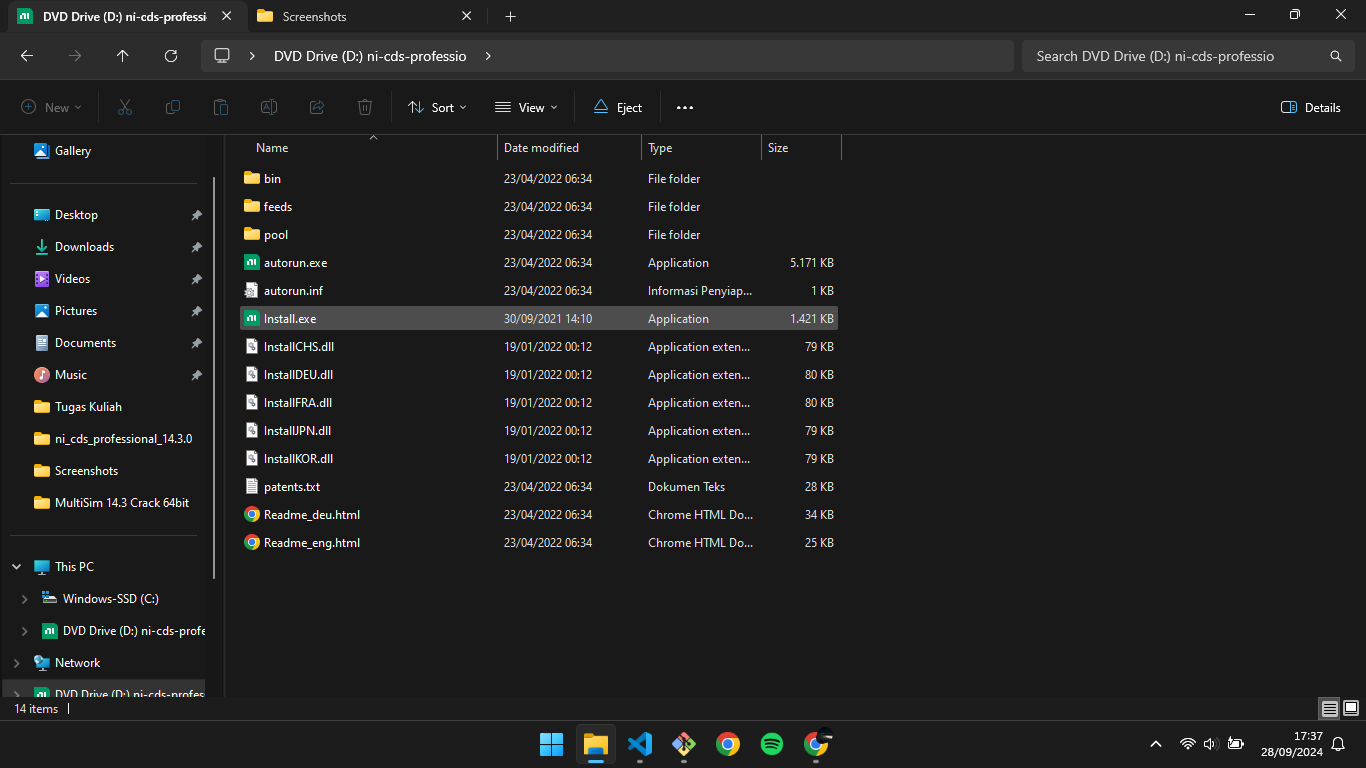 DVD Drive (D:) ni-cds-professi
Screenshots
DVD Drive (D:) ni-cds-professio
Search DVD Drive (D:) ni-cds-professio
New
Sort
View
Eject
Details
Gallery
Desktop
Downloads
Videos
Pictures
Documents
Music
Tugas Kuliah
ni_cds_professional_14.3.0
Screenshots
MultiSim 14.3 Crack 64bit
This PC
Windows-SSD (C:)
DVD Drive (D:) ni-cds-profe
Network
DVD Drive (D:) ni-cds-profes
Name Date modified Type Size
bin 23/04/2022 06:34 File folder
feeds 23/04/2022 06:34 File folder
pool 23/04/2022 06:34 File folder
autorun.exe 23/04/2022 06:34 Application 5.171 KB
autorun.inf 23/04/2022 06:34 Informasi Penyiap... 1 KB
Install.exe 30/09/2021 14:10 Application 1.421 KB
InstallCHS.dll 19/01/2022 00:12 Application exten... 79 KB
InstallDEU.dll 19/01/2022 00:12 Application exten... 80 KB
InstallFRA.dll 19/01/2022 00:12 Application exten... 80 KB
InstallJPN.dll 19/01/2022 00:12 Application exten... 79 KB
InstallKOR.dll 19/01/2022 00:12 Application exten... 79 KB
patents.txt 23/04/2022 06:34 Dokumen Teks 28 KB
Readme_deu.html 23/04/2022 06:34 Chrome HTML Do... 34 KB
Readme_eng.html 23/04/2022 06:34 Chrome HTML Do... 25 KB
14 items
17:37
28/09/2024